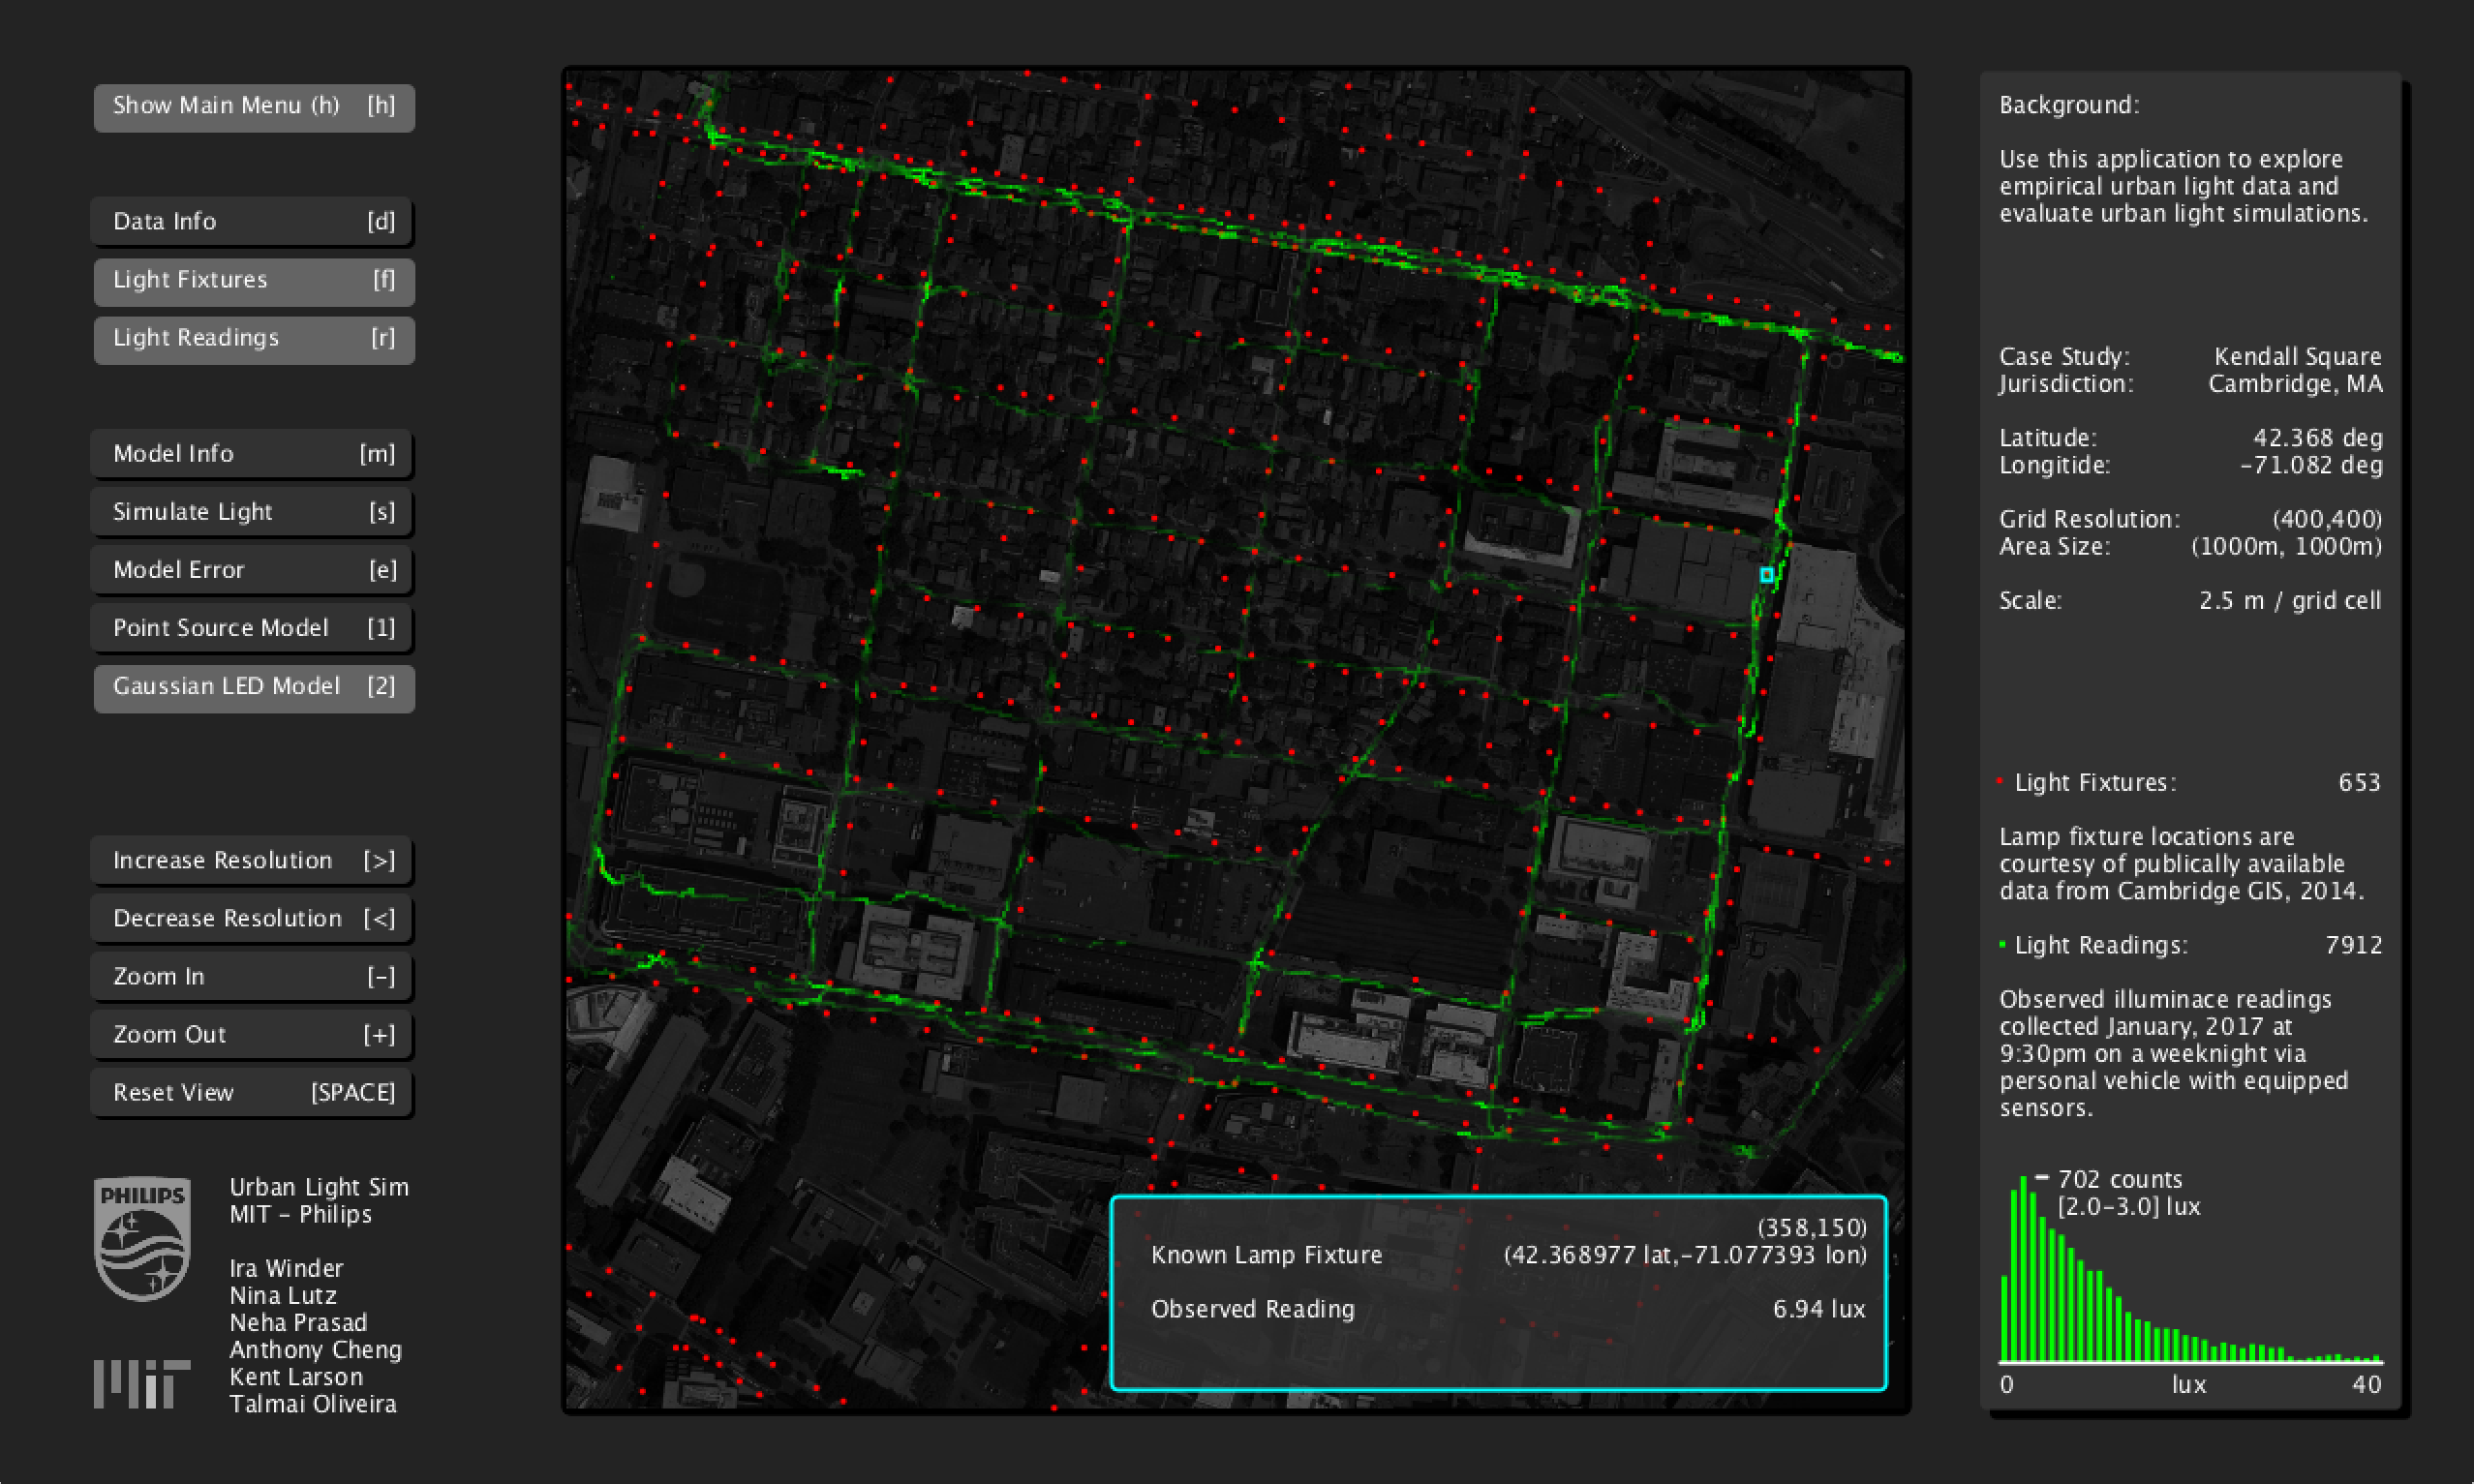 Show Main Menu (h) [h]
Data Info [d]
Light Fixtures [f]
Light Readings [r]
Model Info [m]
Simulate Light [s]
Model Error [e]
Point Source Model [1]
Gaussian LED Model [2]
Increase Resolution [>]
Decrease Resolution [<]
Zoom In [-]
Zoom Out [+]
Reset View [SPACE]
PHILIPS
MIT
Urban Light Sim
MIT - Philips
Ira Winder
Nina Lutz
Neha Prasad
Anthony Cheng
Kent Larson
Talmai Oliveira
(358,150)
Known Lamp Fixture (42.368977 lat,-71.077393 lon)
Observed Reading 6.94 lux
Background:
Use this application to explore
empirical urban light data and
evaluate urban light simulations.
Case Study: Kendall Square
Jurisdiction: Cambridge, MA
Latitude: 42.368 deg
Longitide: -71.082 deg
Grid Resolution: (400,400)
Area Size: (1000m, 1000m)
Scale: 2.5 m / grid cell
Light Fixtures: 653
Lamp fixture locations are
courtesy of publically available
data from Cambridge GIS, 2014.
Light Readings: 7912
Observed illuminace readings
collected January, 2017 at
9:30pm on a weeknight via
personal vehicle with equipped
sensors.
702 counts
[2.0-3.0] lux
0 lux 40